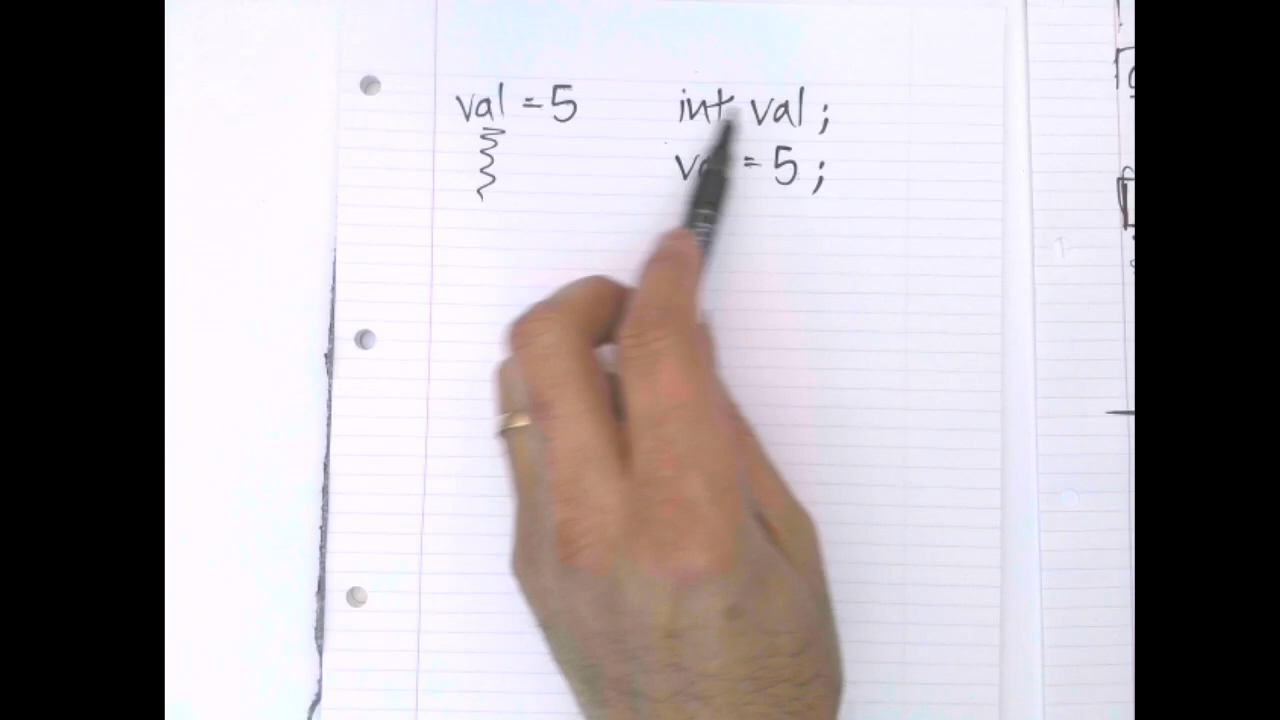 val = 5
int val ;
= 5 ;